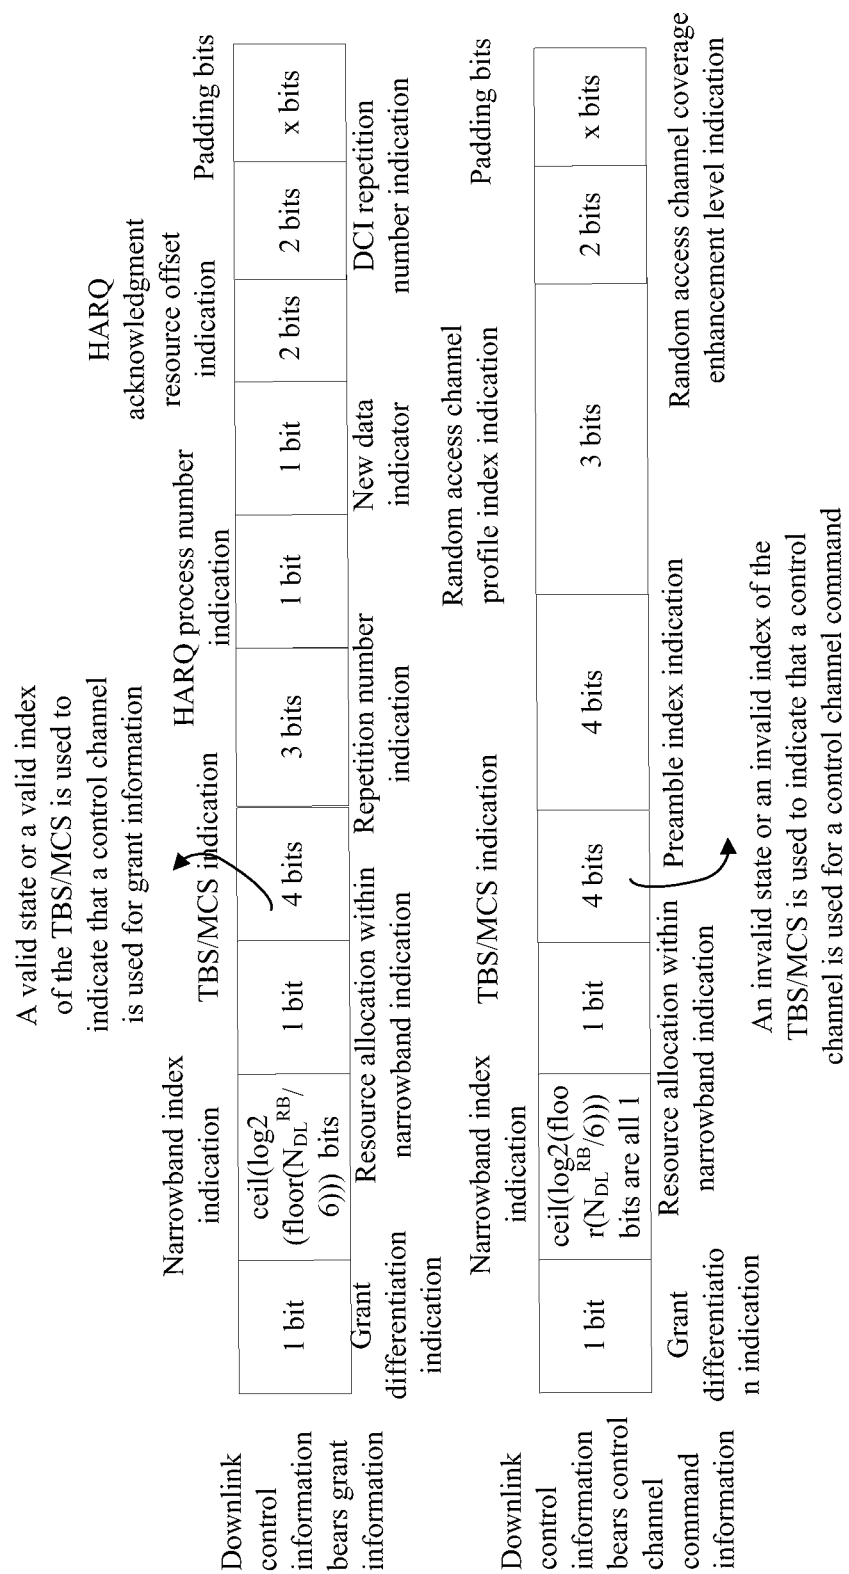 A valid state or a valid index
of the TBS/MCS is used to
indicate that a control channel
is used for grant information
Narrowband index
indication
TBS/MCS indication
HARQ process number
indication
HARQ
acknowledgment
resource offset
indication
Padding bits
Downlink
control
information
bears grant
information
1 bit
ceil(log2
(floor(N_DL^RB/
6))) bits
1 bit
4 bits
3 bits
1 bit
1 bit
2 bits
2 bits
x bits
Grant
differentiation
indication
Resource allocation within
narrowband indication
Repetition number
indication
New data
indicator
DCI repetition
number indication
Narrowband index
indication
TBS/MCS indication
Random access channel
profile index indication
Padding bits
Downlink
control
information
bears control
channel
command
information
1 bit
ceil(log2(floo
r(N_DL^RB/6)))
bits are all 1
1 bit
4 bits
4 bits
3 bits
2 bits
x bits
Grant
differentiatio
n indication
Resource allocation within
narrowband indication
Preamble index indication
Random access channel coverage
enhancement level indication
An invalid state or an invalid index of the
TBS/MCS is used to indicate that a control
channel is used for a control channel command